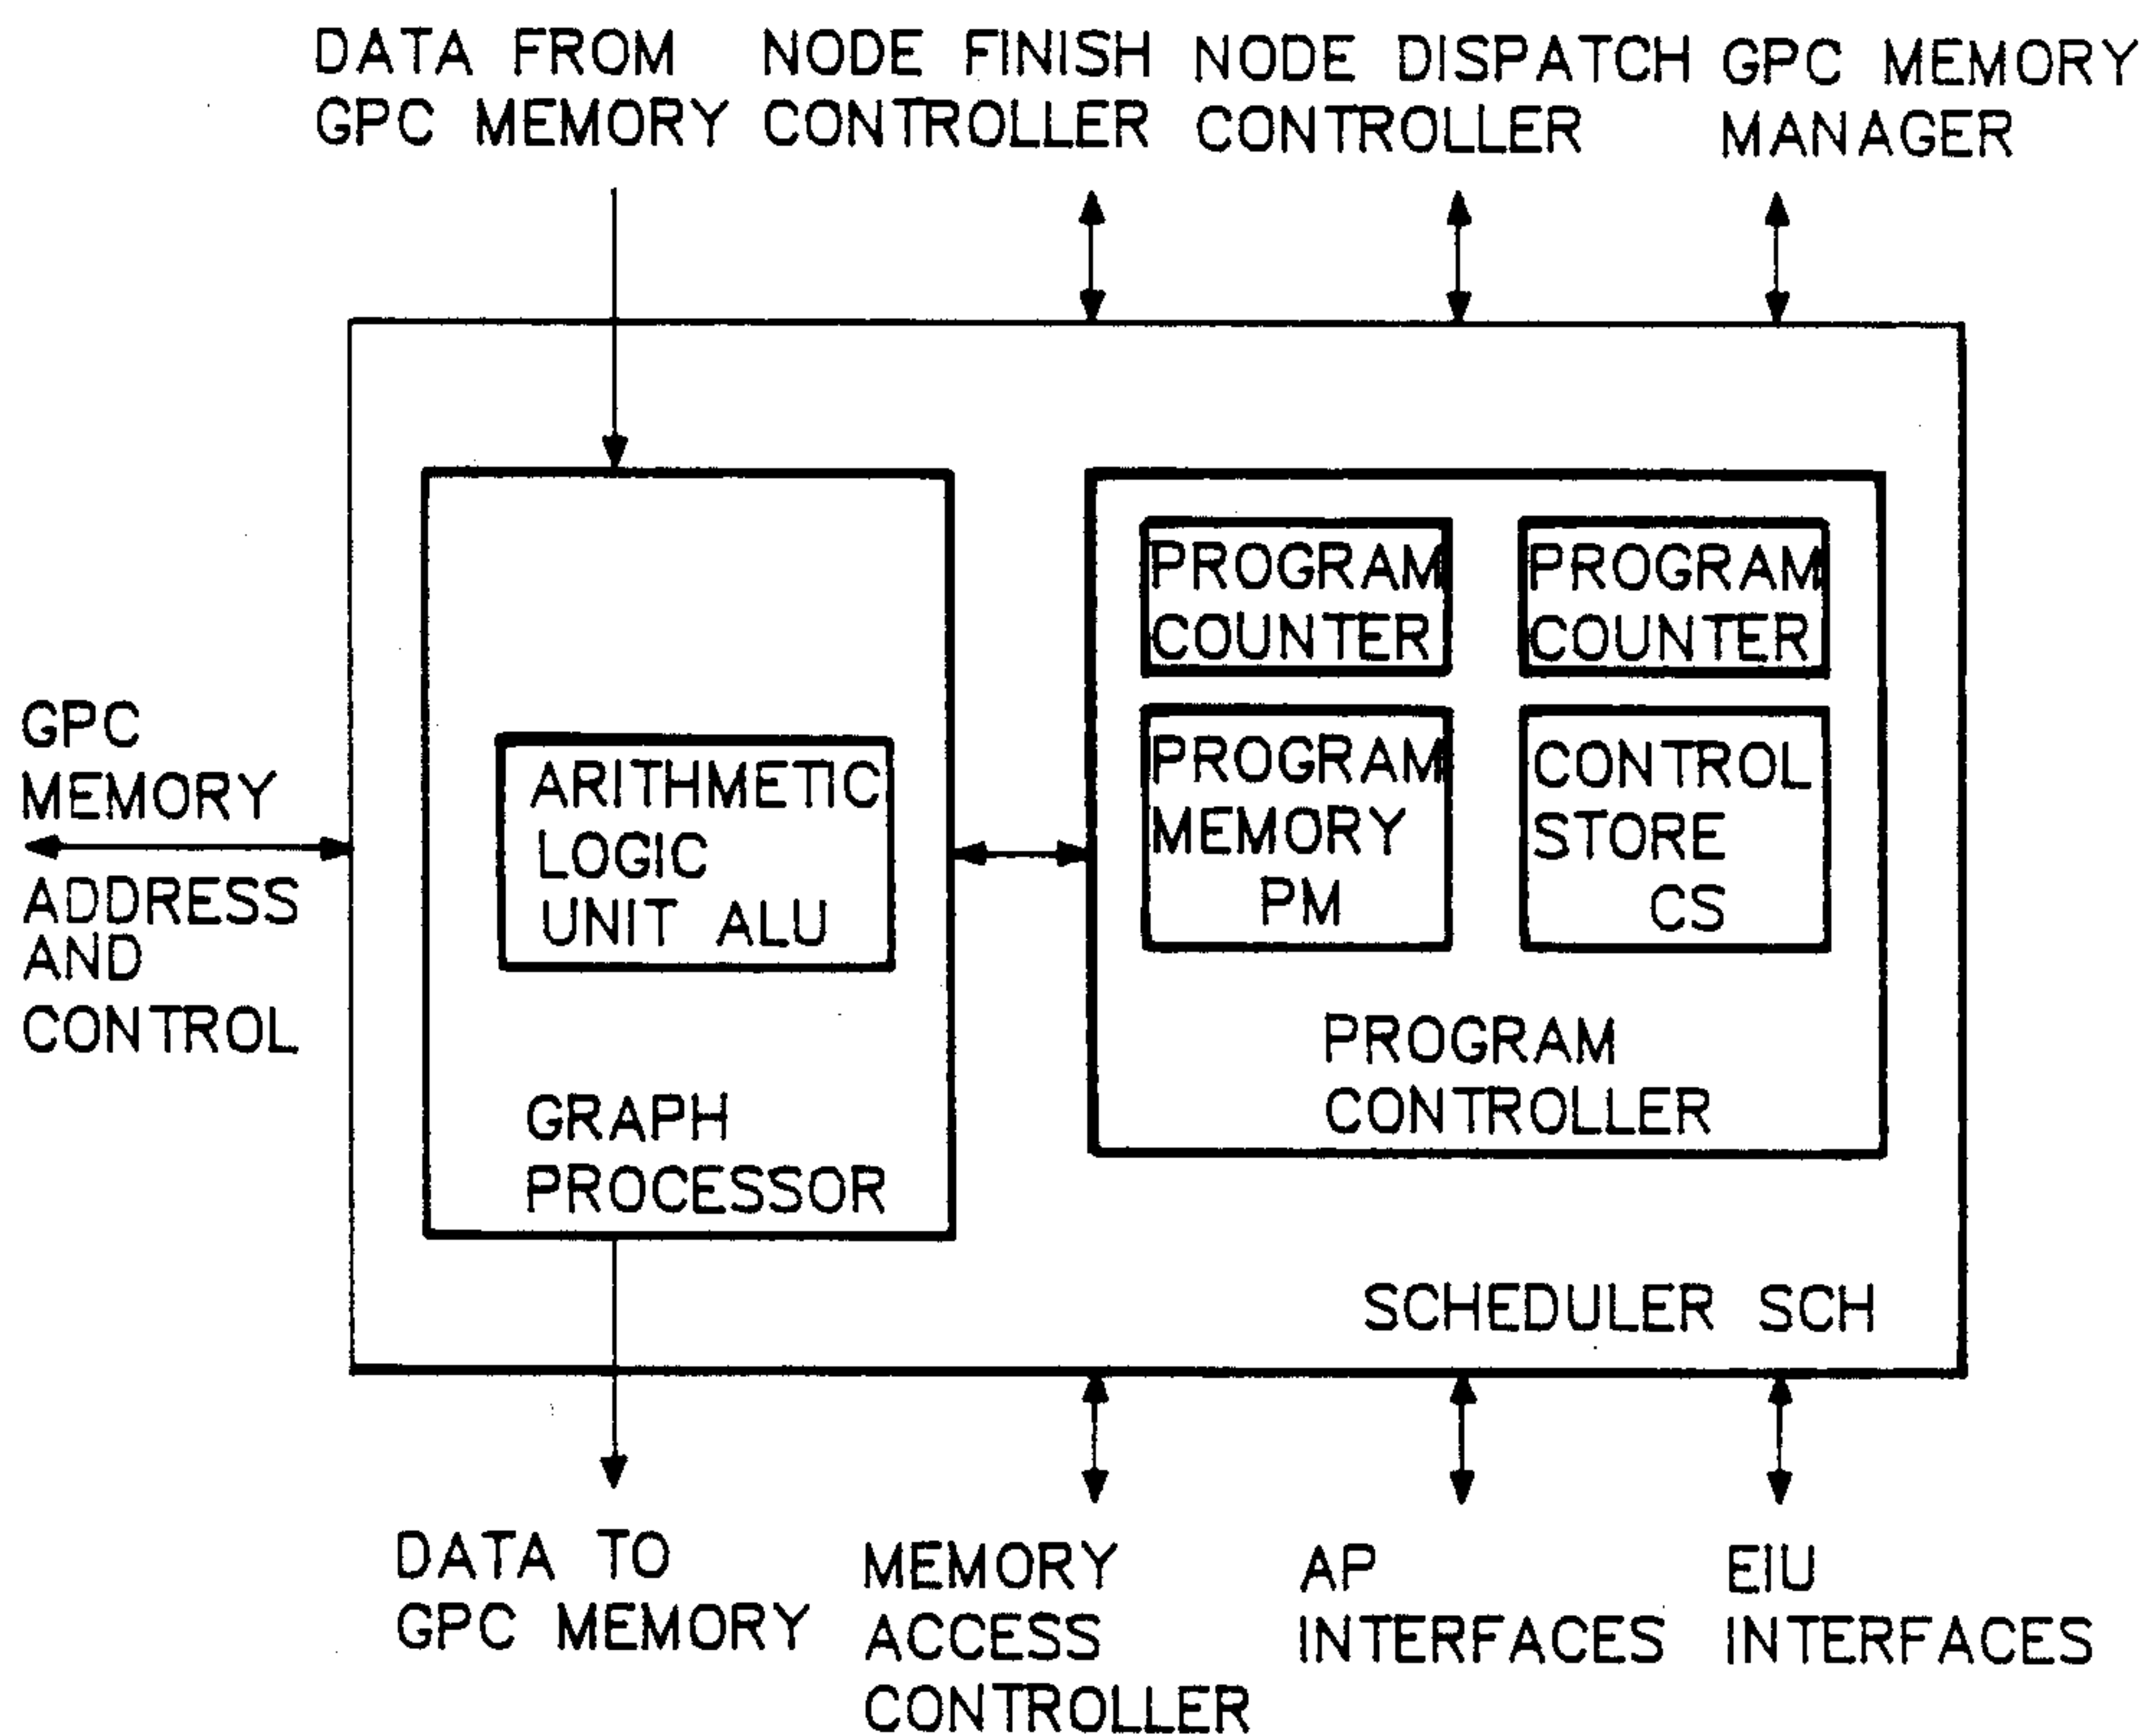 DATA FROM
GPC MEMORY
NODE FINISH
CONTROLLER
NODE DISPATCH
CONTROLLER
GPC MEMORY
MANAGER
GPC
MEMORY
ADDRESS
AND
CONTROL
ARITHMETIC
LOGIC
UNIT ALU
GRAPH
PROCESSOR
PROGRAM
COUNTER
PROGRAM
COUNTER
PROGRAM
MEMORY
PM
CONTROL
STORE
CS
PROGRAM
CONTROLLER
SCHEDULER SCH
DATA TO
GPC MEMORY
MEMORY
ACCESS
CONTROLLER
AP
INTERFACES
EIU
INTERFACES